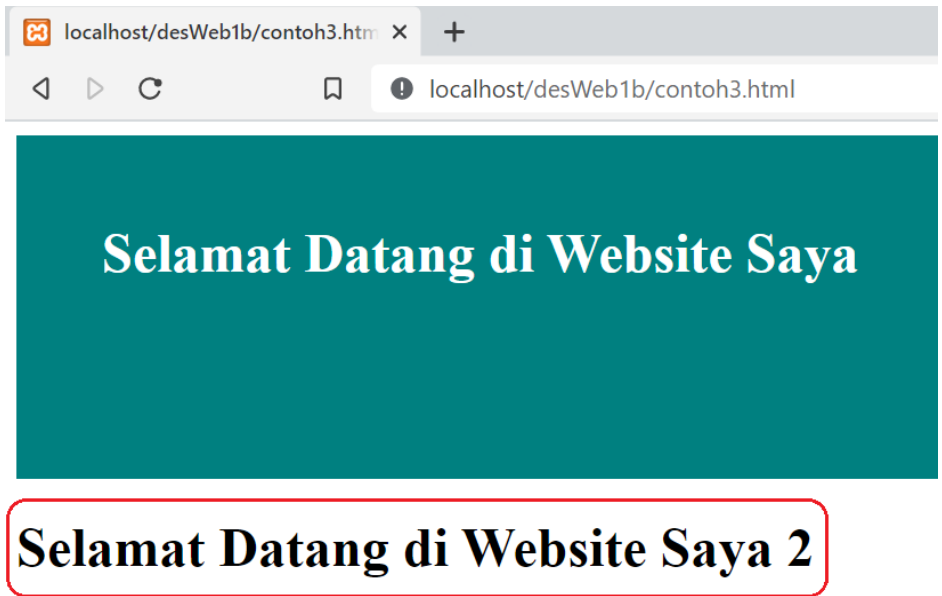 localhost/desWeb1b/contoh3.htm
localhost/desWeb1b/contoh3.html
Selamat Datang di Website Saya
Selamat Datang di Website Saya 2